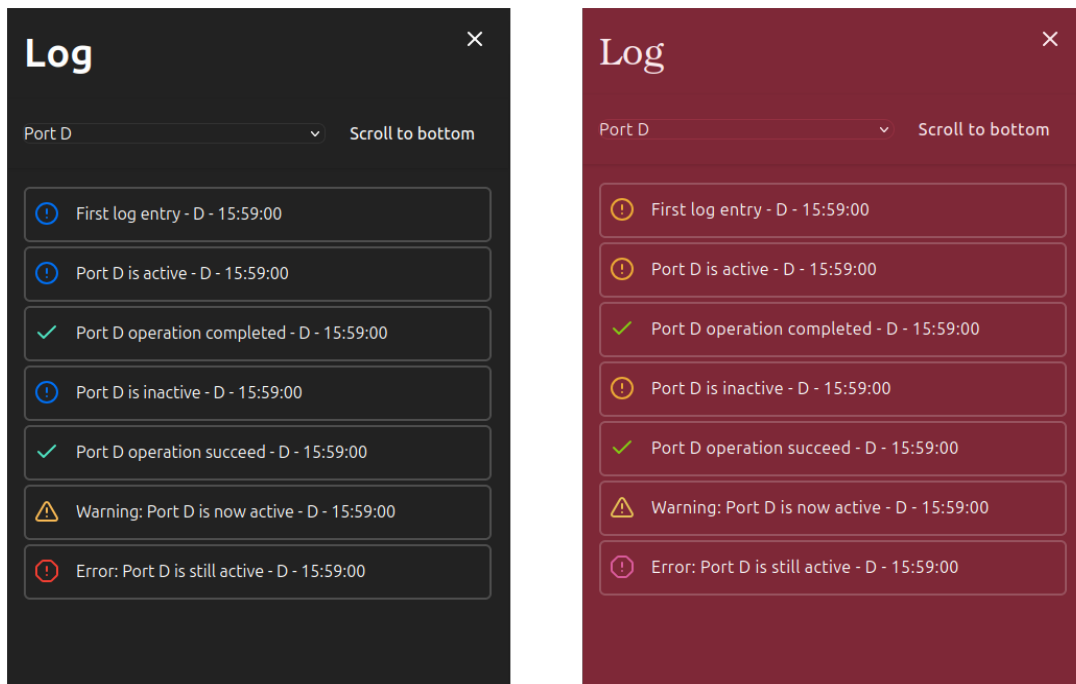 Log
Port D
Scroll to bottom
First log entry - D - 15:59:00
Port D is active - D - 15:59:00
Port D operation completed - D - 15:59:00
Port D is inactive - D - 15:59:00
Port D operation succeed - D - 15:59:00
Warning: Port D is now active - D - 15:59:00
Error: Port D is still active - D - 15:59:00
Log
Port D
Scroll to bottom
First log entry - D - 15:59:00
Port D is active - D - 15:59:00
Port D operation completed - D - 15:59:00
Port D is inactive - D - 15:59:00
Port D operation succeed - D - 15:59:00
Warning: Port D is now active - D - 15:59:00
Error: Port D is still active - D - 15:59:00